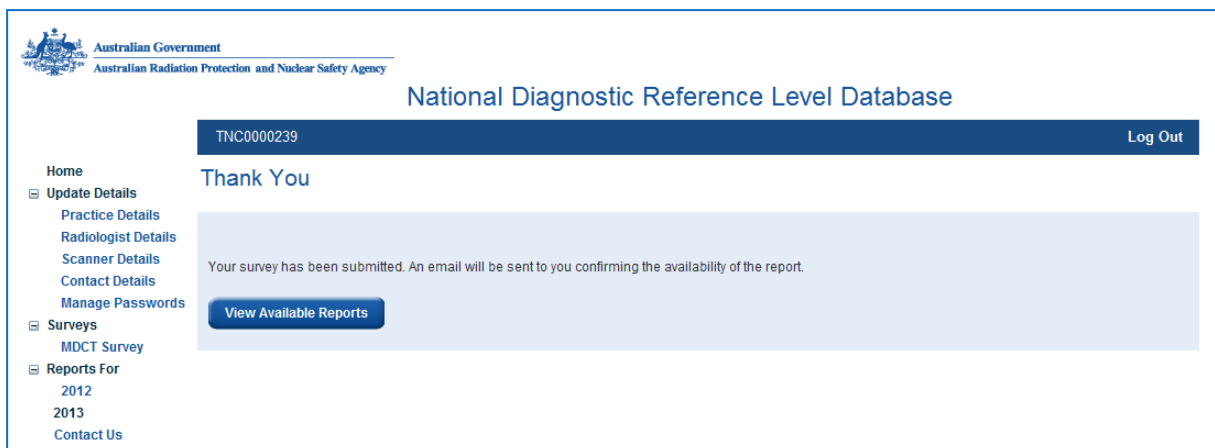 Australian Government
Australian Radiation Protection and Nuclear Safety Agency
National Diagnostic Reference Level Database
TNC0000239 Log Out
Home
Update Details
Practice Details
Radiologist Details
Scanner Details
Contact Details
Manage Passwords
Surveys
MDCT Survey
Reports For
2012
2013
Contact Us
Thank You
Your survey has been submitted. An email will be sent to you confirming the availability of the report.
View Available Reports